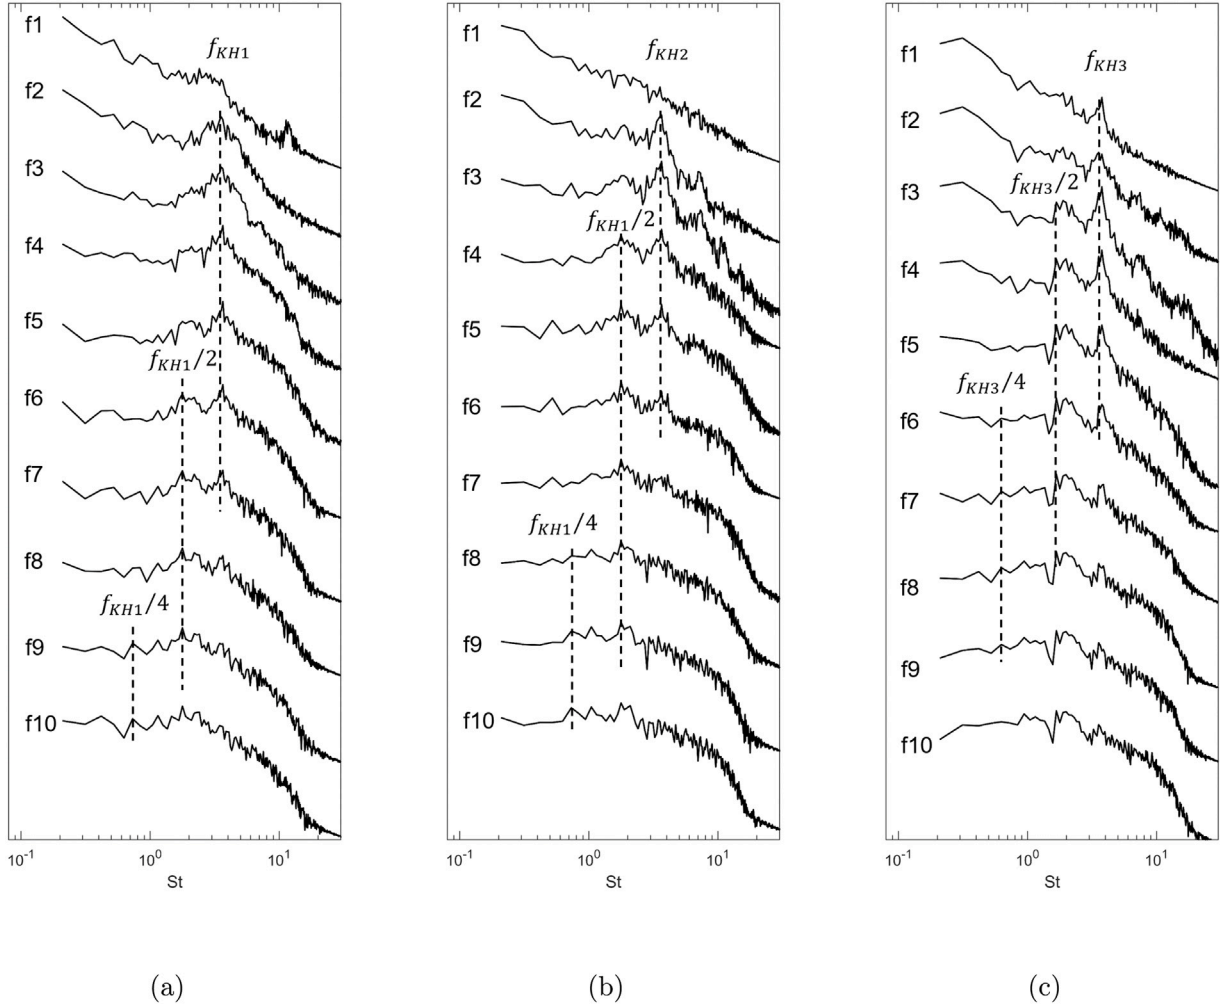 f1
f2
f3
f4
f5
f6
f7
f8
f9
f10
f_{KH1}
f_{KH1}/2
f_{KH1}/4
10^{-1} 10^{0} 10^{1}
St
(a)
f1
f2
f3
f4
f5
f6
f7
f8
f9
f10
f_{KH2}
f_{KH1}/2
f_{KH1}/4
10^{-1} 10^{0} 10^{1}
St
(b)
f1
f2
f3
f4
f5
f6
f7
f8
f9
f10
f_{KH3}
f_{KH3}/2
f_{KH3}/4
10^{-1} 10^{0} 10^{1}
St
(c)